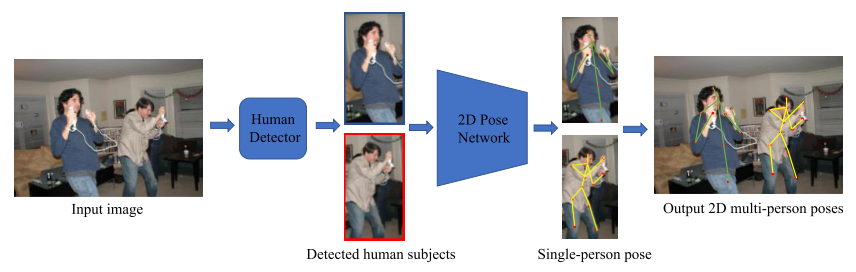 Human
Detector
2D Pose
Network
Input image
Detected human subjects
Single-person pose
Output 2D multi-person poses